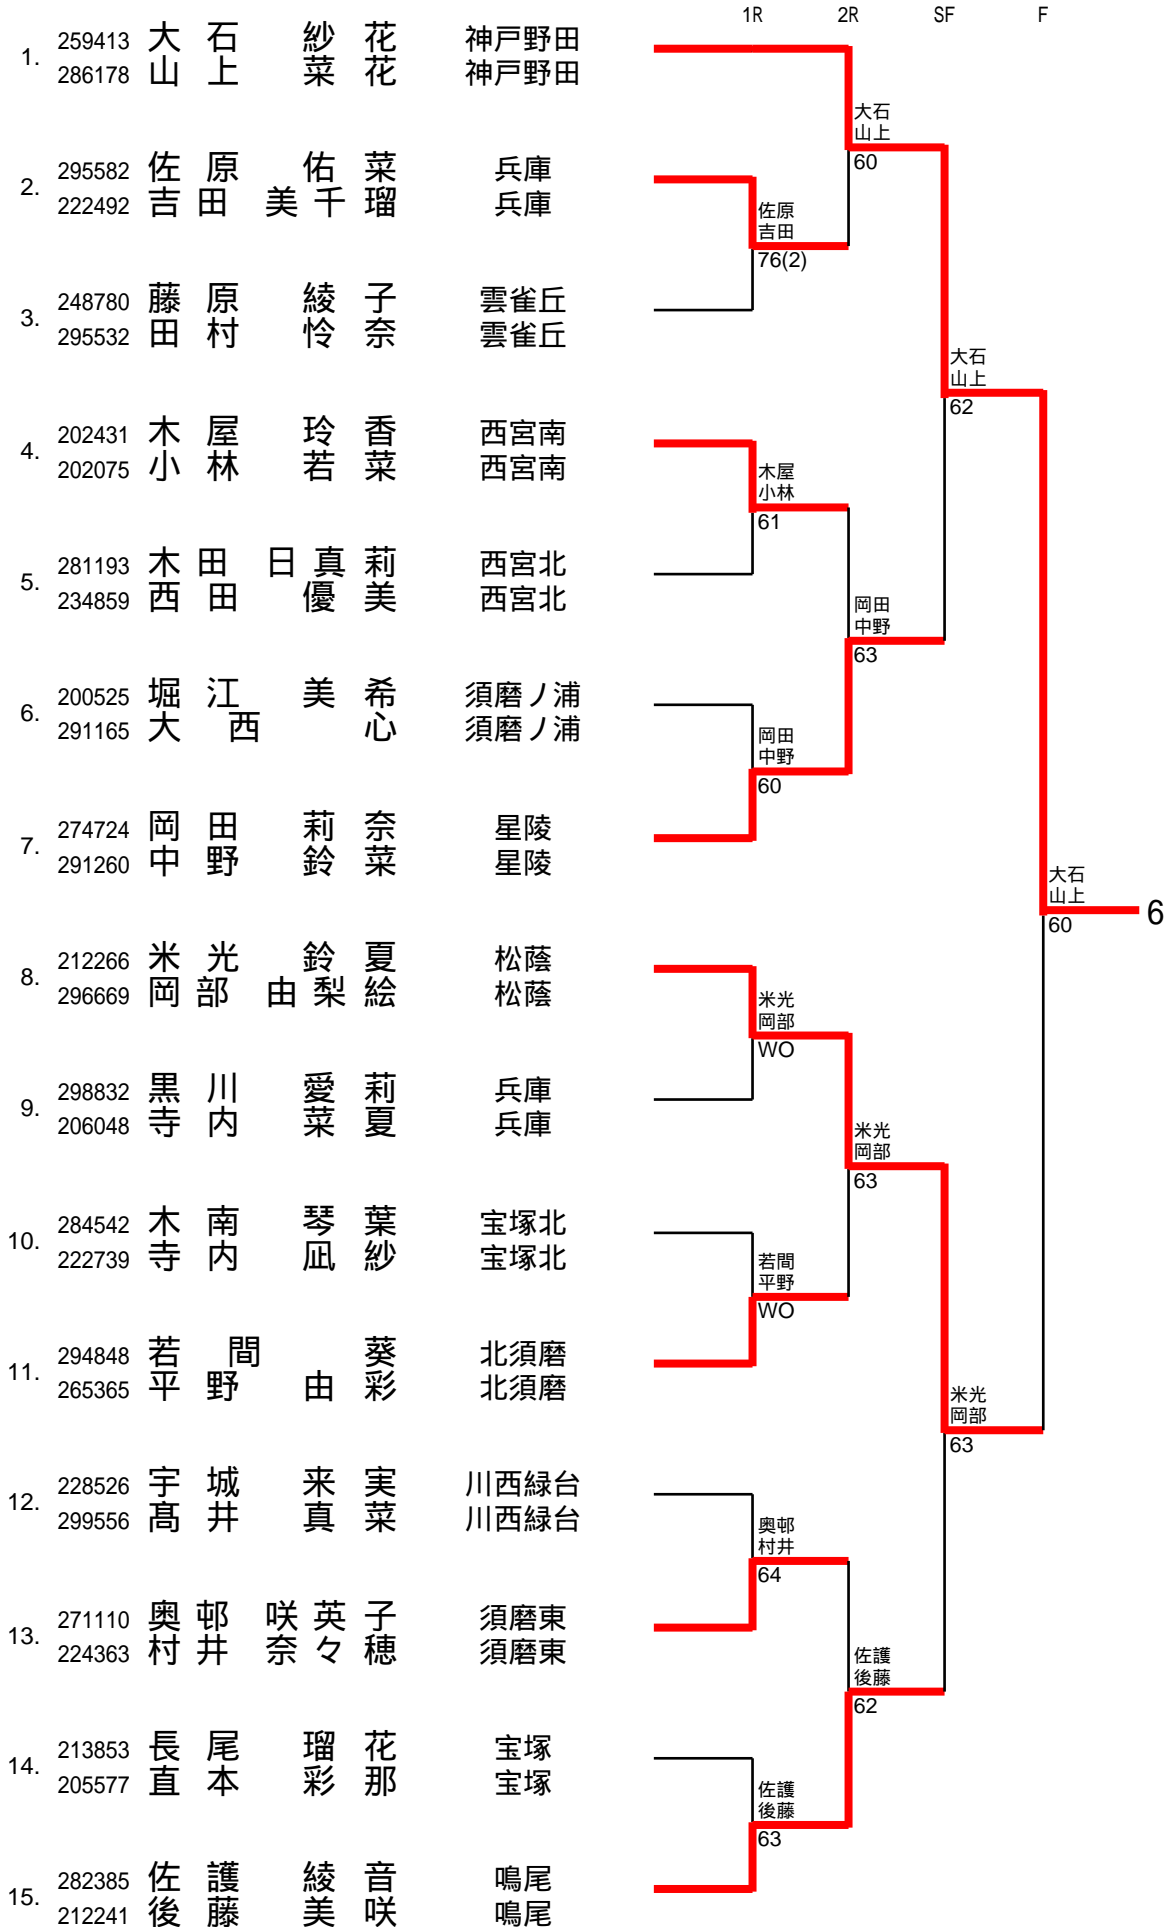 1R 2R SF F
1. 259413 大石 紗花 神戸野田
286178 山上 菜花 神戸野田
大石
山上
60
2. 295582 佐原 佑菜 兵庫
222492 吉田 美千瑠 兵庫
佐原
吉田
76(2)
3. 248780 藤原 綾子 雲雀丘
295532 田村 怜奈 雲雀丘
大石
山上
62
4. 202431 木屋 玲香 西宮南
202075 小林 若菜 西宮南
木屋
小林
61
5. 281193 木田 日真莉 西宮北
234859 西田 優美 西宮北
岡田
中野
63
6. 200525 堀江 美希 須磨ノ浦
291165 大西 心 須磨ノ浦
岡田
中野
60
7. 274724 岡田 莉奈 星陵
291260 中野 鈴菜 星陵
大石
山上
60
6
8. 212266 米光 鈴夏 松蔭
296669 岡部 由梨絵 松蔭
米光
岡部
WO
9. 298832 黒川 愛莉 兵庫
206048 寺内 菜夏 兵庫
米光
岡部
63
10. 284542 木南 琴葉 宝塚北
222739 寺内 凪紗 宝塚北
若間
平野
WO
11. 294848 若間 葵 北須磨
265365 平野 由彩 北須磨
米光
岡部
63
12. 228526 宇城 来実 川西緑台
299556 髙井 真菜 川西緑台
奥邨
村井
64
13. 271110 奥邨 咲英子 須磨東
224363 村井 奈々穂 須磨東
佐護
後藤
62
14. 213853 長尾 瑠花 宝塚
205577 直本 彩那 宝塚
佐護
後藤
63
15. 282385 佐護 綾音 鳴尾
212241 後藤 美咲 鳴尾